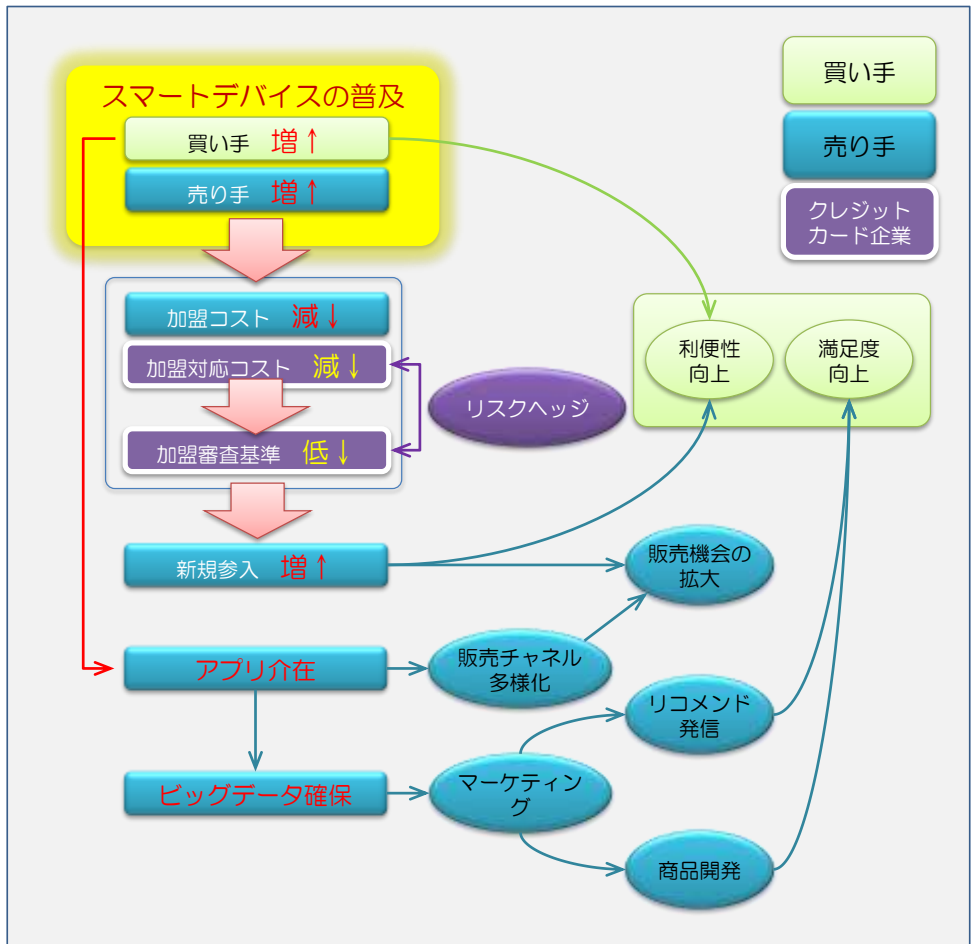 スマートデバイスの普及
買い手 増↑
売り手 増↑
買い手
売り手
クレジット
カード企業
加盟コスト 減↓
加盟対応コスト 減↓
加盟審査基準 低↓
リスクヘッジ
利便性
向上
満足度
向上
新規参入 増↑
販売機会の
拡大
アプリ介在
販売チャネル
多様化
リコメンド
発信
ビッグデータ確保
マーケティン
グ
商品開発